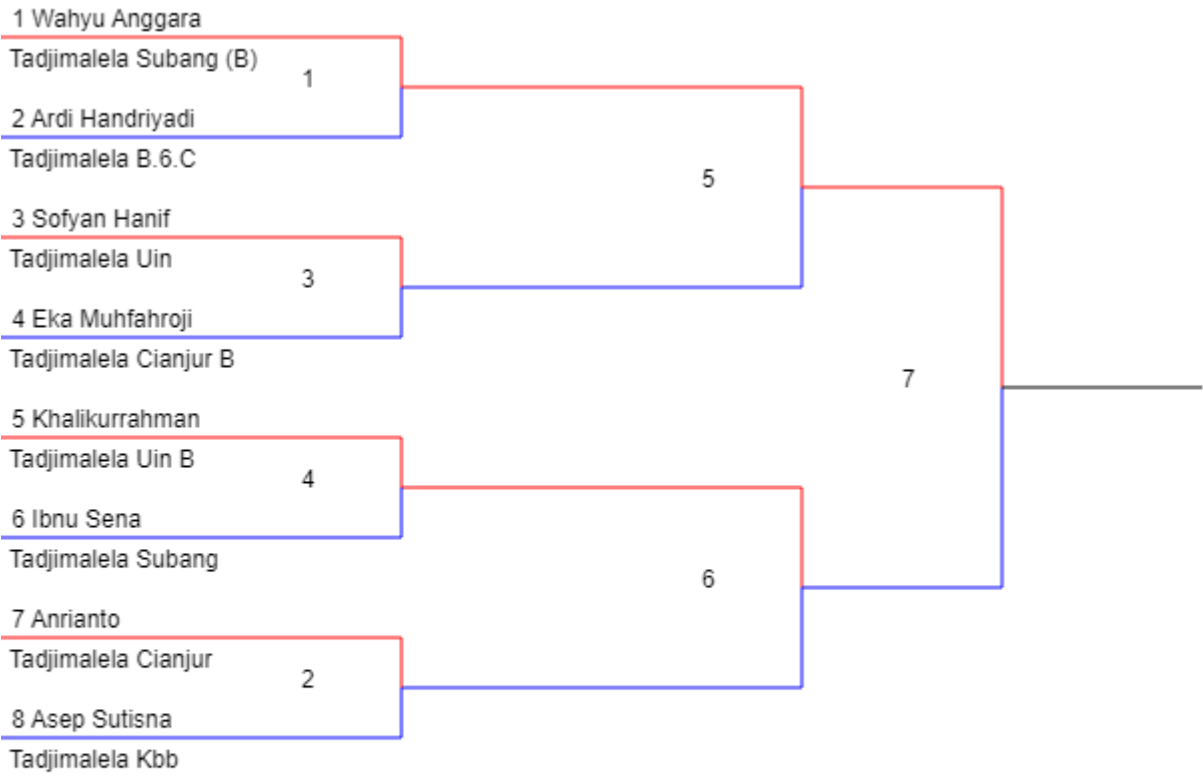 1 Wahyu Anggara
Tadjimalela Subang (B)
1
2 Ardi Handriyadi
Tadjimalela B.6.C
5
3 Sofyan Hanif
Tadjimalela Uin
3
4 Eka Muhfahroji
Tadjimalela Cianjur B
7
5 Khalikurrahman
Tadjimalela Uin B
4
6 Ibnu Sena
Tadjimalela Subang
6
7 Anrianto
Tadjimalela Cianjur
2
8 Asep Sutisna
Tadjimalela Kbb